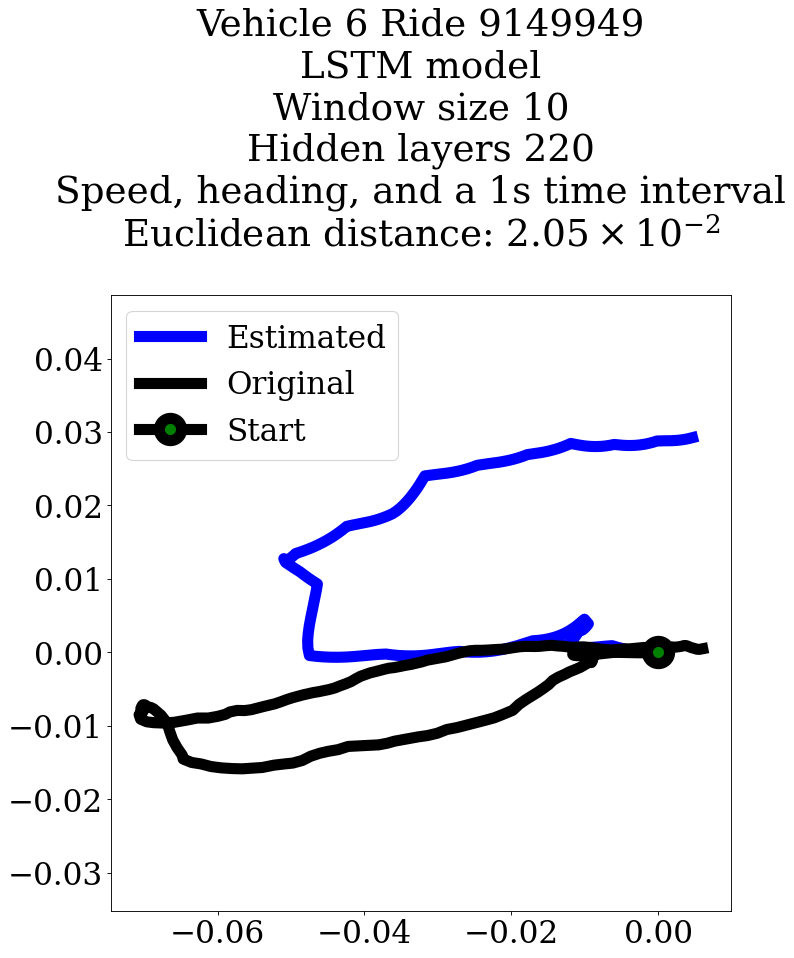 Vehicle 6 Ride 9149949
LSTM model
Window size 10
Hidden layers 220
Speed, heading, and a 1s time interval
Euclidean distance: 2.05 × 10⁻²
Estimated
Original
Start
0.04
0.03
0.02
0.01
0.00
−0.01
−0.02
−0.03
−0.06 −0.04 −0.02 0.00